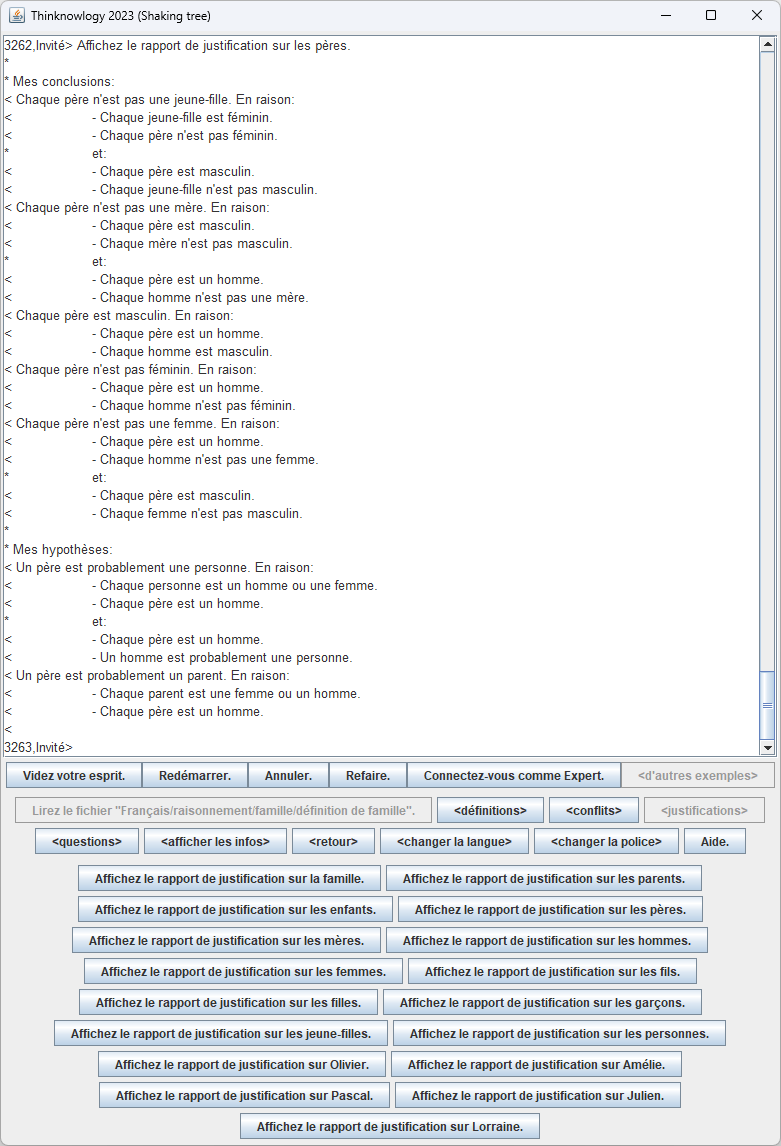 Thinknowlogy 2023 (Shaking tree)
3262,Invité> Affichez le rapport de justification sur les pères.
*
* Mes conclusions:
< Chaque père n'est pas une jeune-fille. En raison:
< - Chaque jeune-fille est féminin.
< - Chaque père n'est pas féminin.
* et:
< - Chaque père est masculin.
< - Chaque jeune-fille n'est pas masculin.
< Chaque père n'est pas une mère. En raison:
< - Chaque père est masculin.
< - Chaque mère n'est pas masculin.
* et:
< - Chaque père est un homme.
< - Chaque homme n'est pas une mère.
< Chaque père est masculin. En raison:
< - Chaque père est un homme.
< - Chaque homme est masculin.
< Chaque père n'est pas féminin. En raison:
< - Chaque père est un homme.
< - Chaque homme n'est pas féminin.
< Chaque père n'est pas une femme. En raison:
< - Chaque père est un homme.
< - Chaque homme n'est pas une femme.
* et:
< - Chaque père est masculin.
< - Chaque femme n'est pas masculin.
*
* Mes hypothèses:
< Un père est probablement une personne. En raison:
< - Chaque personne est un homme ou une femme.
< - Chaque père est un homme.
* et:
< - Chaque père est un homme.
< - Un homme est probablement une personne.
< Un père est probablement un parent. En raison:
< - Chaque parent est une femme ou un homme.
< - Chaque père est un homme.
<
3263,Invité>
Videz votre esprit. Redémarrer. Annuler. Refaire. Connectez-vous comme Expert. <d'autres exemples>
Lirez le fichier "Français/raisonnement/famille/définition de famille". <définitions> <conflits> <justifications>
<questions> <afficher les infos> <retour> <changer la langue> <changer la police> Aide.
Affichez le rapport de justification sur la famille. Affichez le rapport de justification sur les parents.
Affichez le rapport de justification sur les enfants. Affichez le rapport de justification sur les pères.
Affichez le rapport de justification sur les mères. Affichez le rapport de justification sur les hommes.
Affichez le rapport de justification sur les femmes. Affichez le rapport de justification sur les fils.
Affichez le rapport de justification sur les filles. Affichez le rapport de justification sur les garçons.
Affichez le rapport de justification sur les jeune-filles. Affichez le rapport de justification sur les personnes.
Affichez le rapport de justification sur Olivier. Affichez le rapport de justification sur Amélie.
Affichez le rapport de justification sur Pascal. Affichez le rapport de justification sur Julien.
Affichez le rapport de justification sur Lorraine.